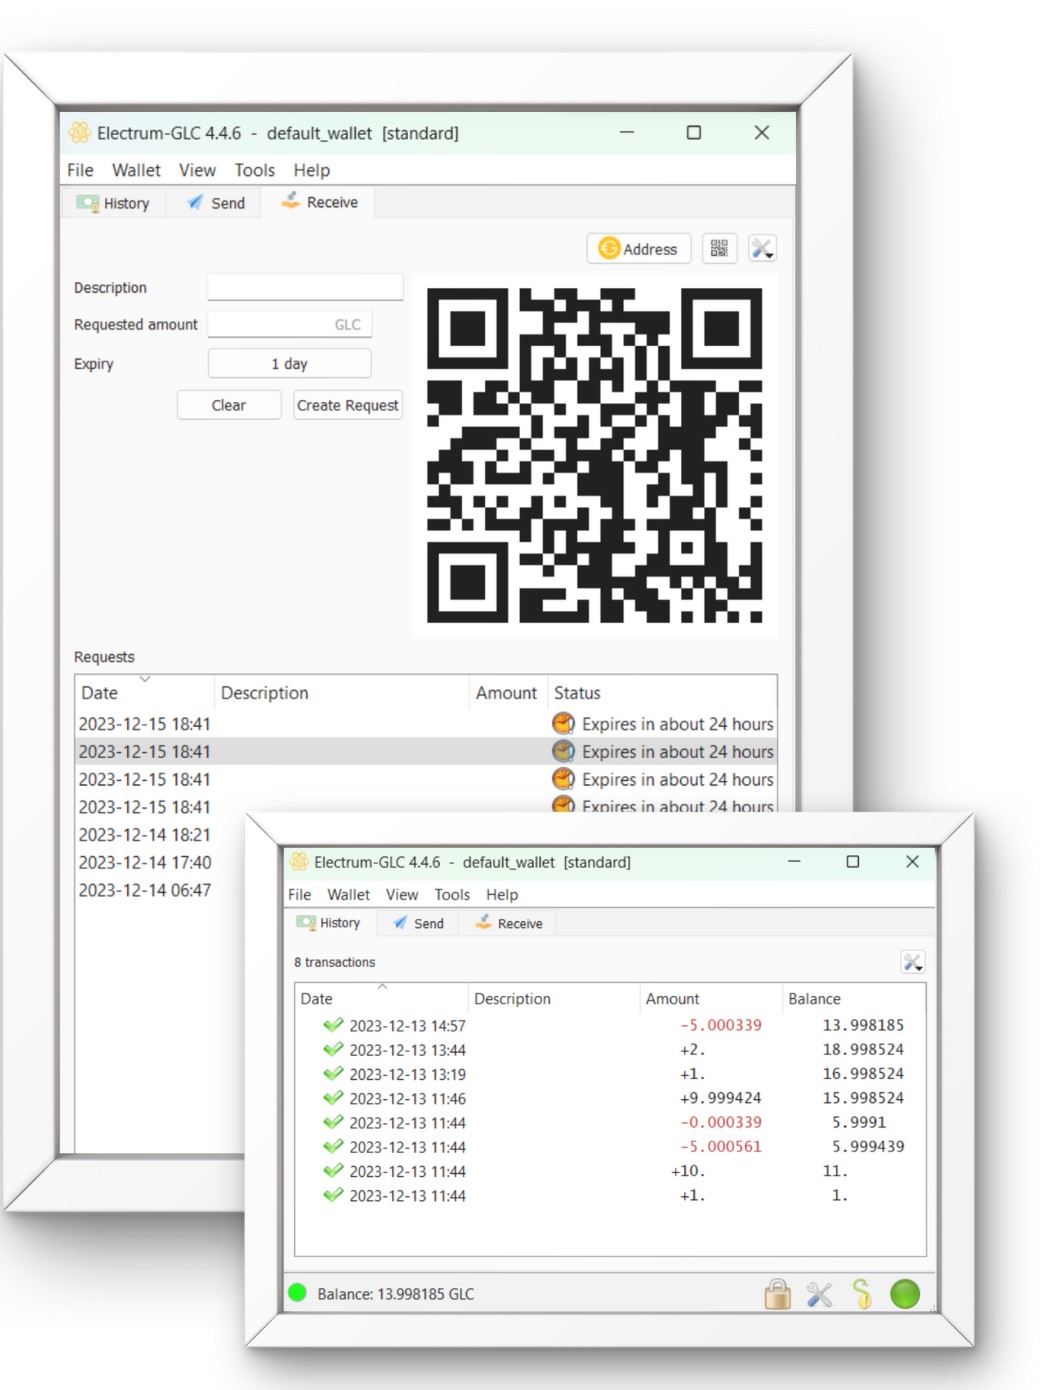 Electrum-GLC 4.4.6 - default_wallet [standard]
File Wallet View Tools Help
History Send Receive
Address
Description
Requested amount GLC
Expiry 1 day
Clear Create Request
Requests
Date Description Amount Status
2023-12-15 18:41 Expires in about 24 hours
2023-12-15 18:41 Expires in about 24 hours
2023-12-15 18:41 Expires in about 24 hours
2023-12-15 18:41 Expires in about 24 hours
2023-12-14 18:21
2023-12-14 17:40
2023-12-14 06:47
Electrum-GLC 4.4.6 - default_wallet [standard]
File Wallet View Tools Help
History Send Receive
8 transactions
Date Description Amount Balance
2023-12-13 14:57 -5.000339 13.998185
2023-12-13 13:44 +2. 18.998524
2023-12-13 13:19 +1. 16.998524
2023-12-13 11:46 +9.999424 15.998524
2023-12-13 11:44 -0.000339 5.9991
2023-12-13 11:44 -5.000561 5.999439
2023-12-13 11:44 +10. 11.
2023-12-13 11:44 +1. 1.
Balance: 13.998185 GLC